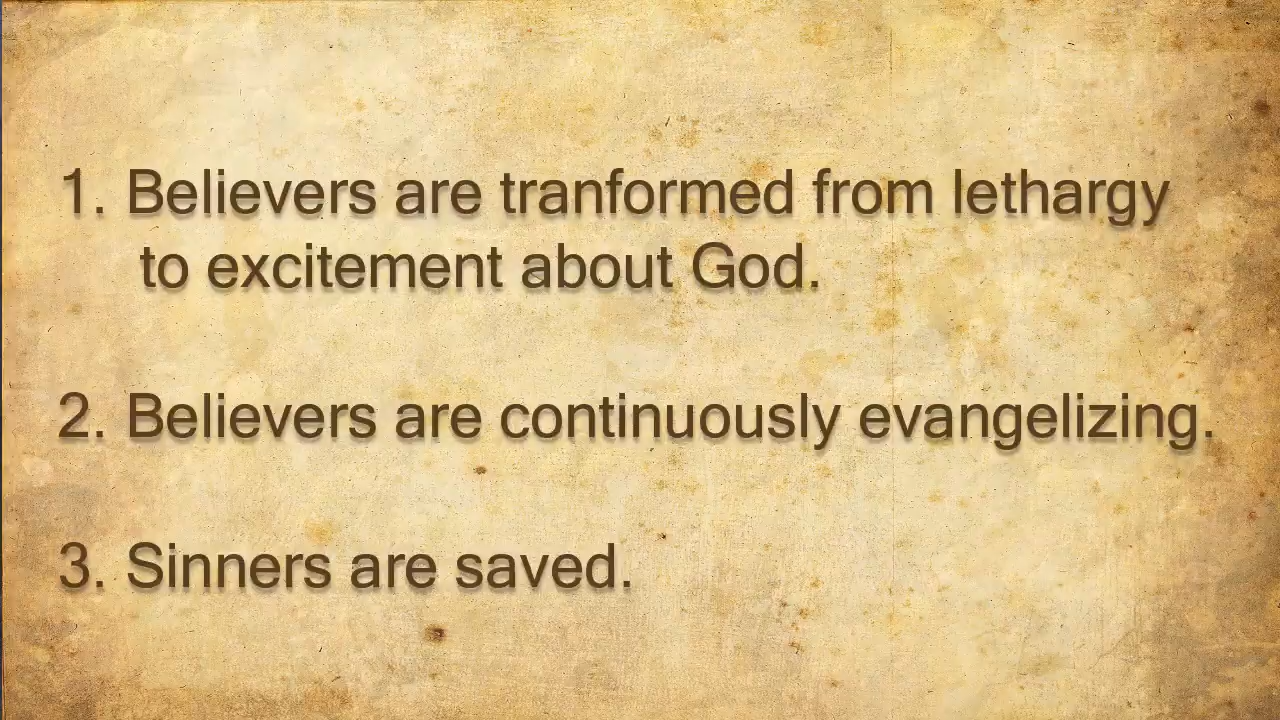 1. Believers are tranformed from lethargy
to excitement about God.
2. Believers are continuously evangelizing.
3. Sinners are saved.